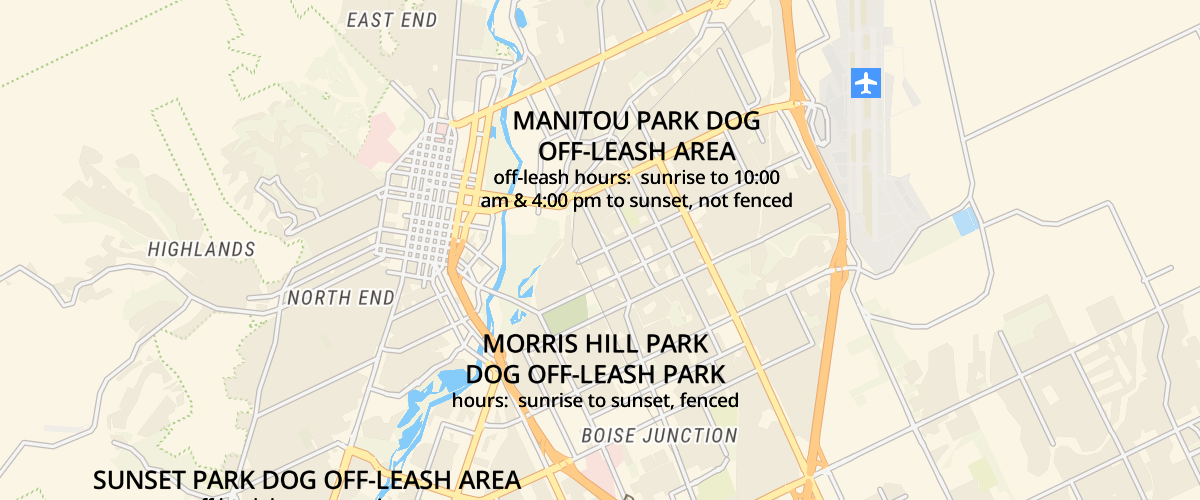 EAST END
MANITOU PARK DOG
OFF-LEASH AREA
off-leash hours: sunrise to 10:00
am & 4:00 pm to sunset, not fenced
HIGHLANDS
NORTH END
MORRIS HILL PARK
DOG OFF-LEASH PARK
hours: sunrise to sunset, fenced
BOISE JUNCTION
SUNSET PARK DOG OFF-LEASH AREA